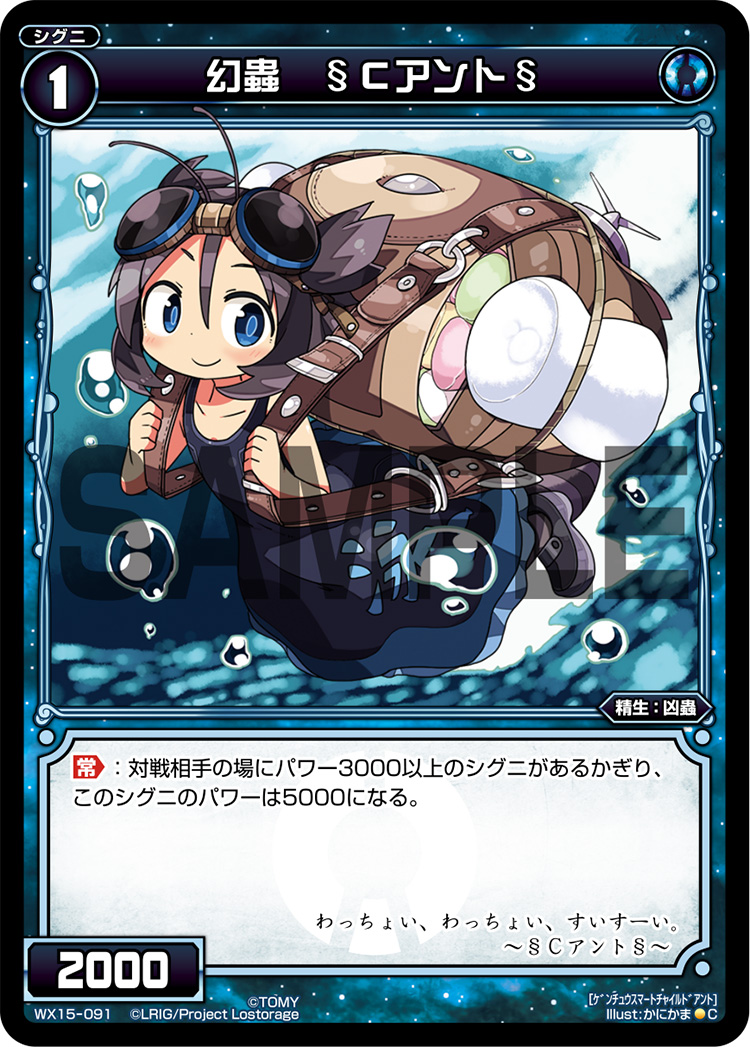 シグニ
1
幻蟲 §Cアント§
SAMPLE
精生:凶蟲
常:対戦相手の場にパワー3000以上のシグニがあるかぎり、
このシグニのパワーは5000になる。
わっちょい、わっちょい、すいすーい。
～§Cアント§～
2000
©TOMY
WX15-091 ©LRIG/Project Lostorage
[ｹﾞﾝﾁｭｳｽﾏｰﾄﾁｬｲﾙﾄﾞｱﾝﾄ]
Illust:かにかま C